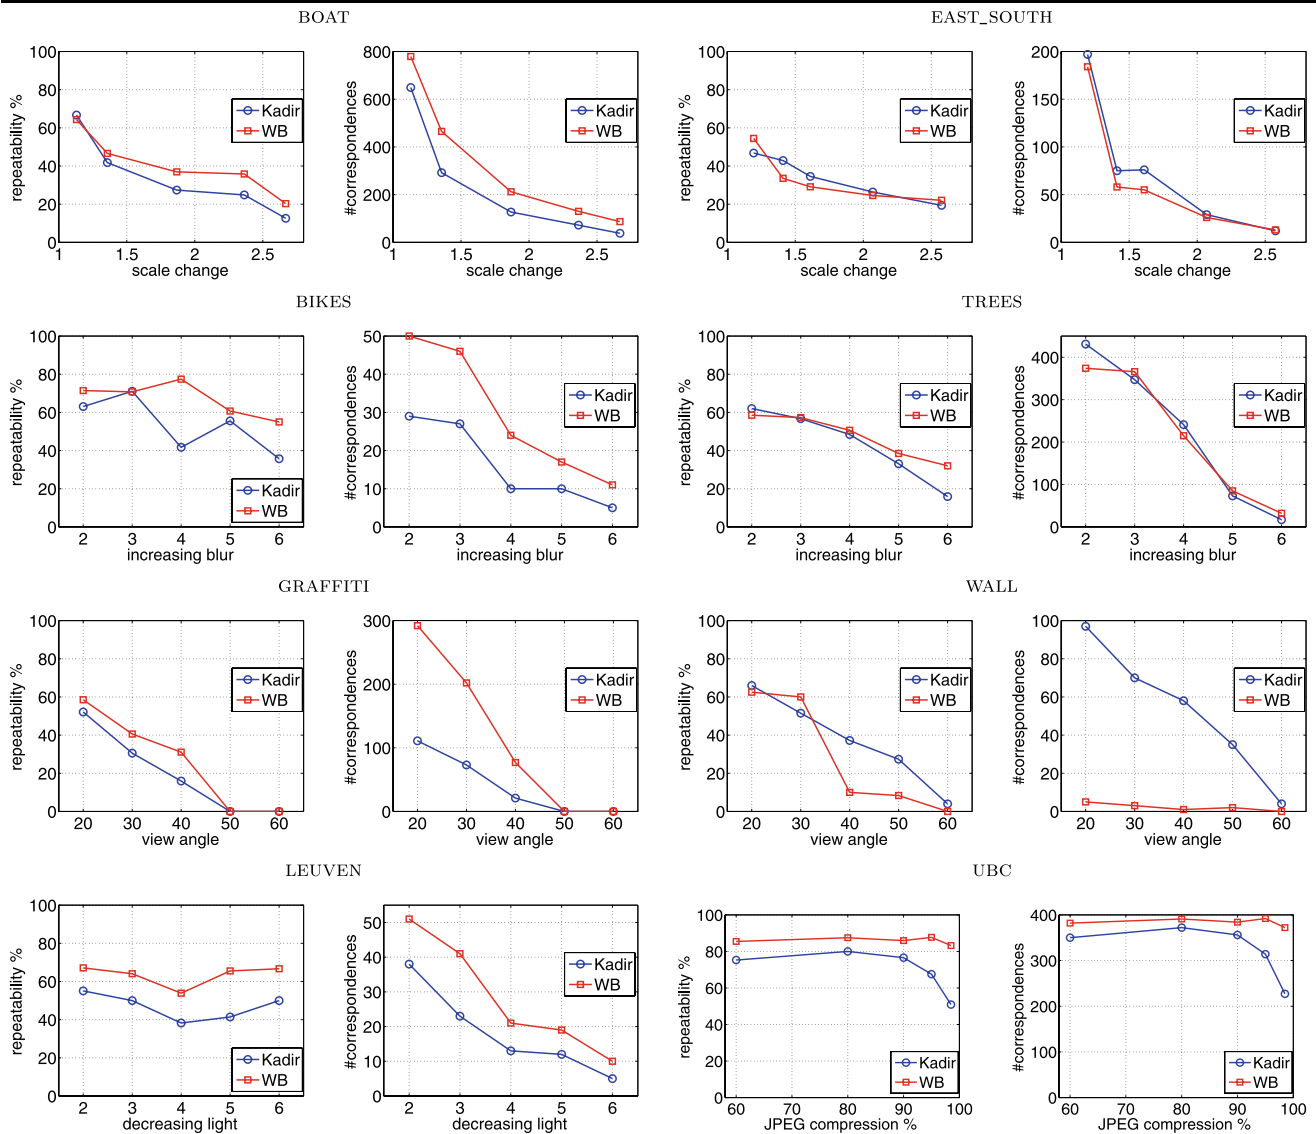 BOAT
EAST_SOUTH
100
80
60
40
20
0
repeatability %
1
1.5
2
2.5
scale change
Kadir
WB
800
600
400
200
0
#correspondences
1
1.5
2
2.5
scale change
Kadir
WB
100
80
60
40
20
0
repeatability %
1
1.5
2
2.5
scale change
Kadir
WB
200
150
100
50
0
#correspondences
1
1.5
2
2.5
scale change
Kadir
WB
BIKES
TREES
100
80
60
40
20
0
repeatability %
2
3
4
5
6
increasing blur
Kadir
WB
50
40
30
20
10
0
#correspondences
2
3
4
5
6
increasing blur
Kadir
WB
100
80
60
40
20
0
repeatability %
2
3
4
5
6
increasing blur
Kadir
WB
400
300
200
100
0
#correspondences
2
3
4
5
6
increasing blur
Kadir
WB
GRAFFITI
WALL
100
80
60
40
20
0
repeatability %
20
30
40
50
60
view angle
Kadir
WB
300
200
100
0
#correspondences
20
30
40
50
60
view angle
Kadir
WB
100
80
60
40
20
0
repeatability %
20
30
40
50
60
view angle
Kadir
WB
100
80
60
40
20
0
#correspondences
20
30
40
50
60
view angle
Kadir
WB
LEUVEN
UBC
100
80
60
40
20
0
repeatability %
2
3
4
5
6
decreasing light
Kadir
WB
50
40
30
20
10
0
#correspondences
2
3
4
5
6
decreasing light
Kadir
WB
100
80
60
40
20
0
repeatability %
60
70
80
90
100
JPEG compression %
Kadir
WB
400
300
200
100
0
#correspondences
60
70
80
90
100
JPEG compression %
Kadir
WB